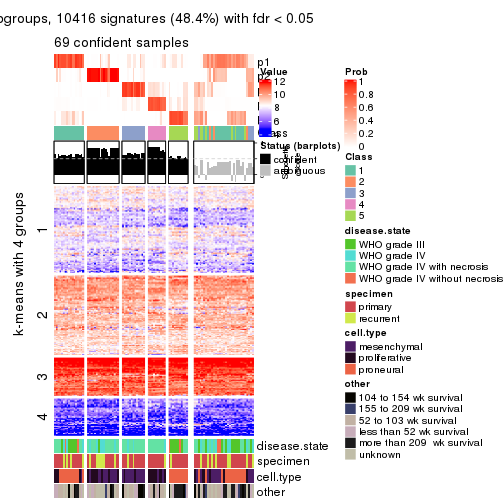 ogroups, 10416 signatures (48.4%) with fdr < 0.05
69 confident samples
p1
Value
12
10
8
6
Class
Status (barplots)
confident
ambiguous
k-means with 4 groups
1
2
3
4
disease.state
specimen
cell.type
other
Prob
1
0.8
0.6
0.4
0.2
0
Class
1
2
3
4
5
disease.state
WHO grade III
WHO grade IV
WHO grade IV with necrosis
WHO grade IV without necrosis
specimen
primary
recurrent
cell.type
mesenchymal
proliferative
proneural
other
104 to 154 wk survival
155 to 209 wk survival
52 to 103 wk survival
less than 52 wk survival
more than 209  wk survival
unknown